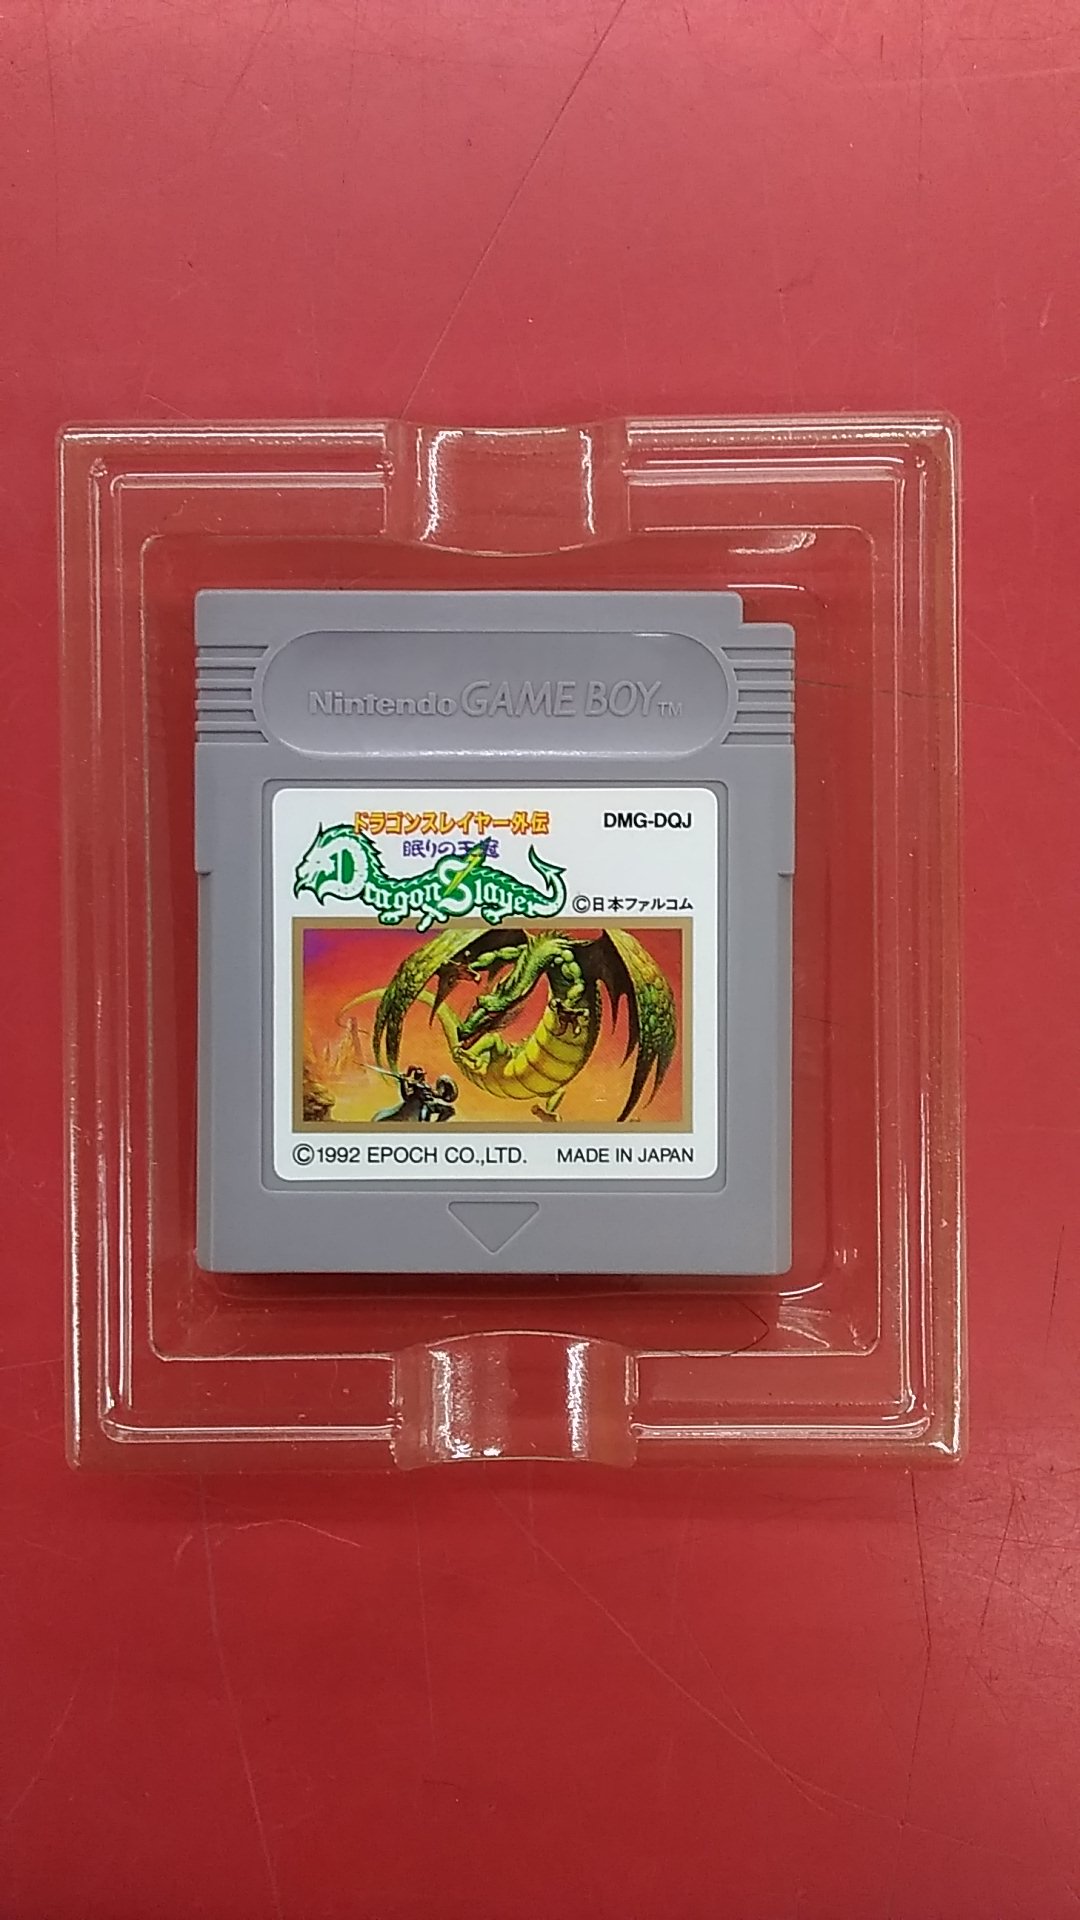 Nintendo GAME BOY TM
ドラゴンスレイヤー外伝
DMG-DQJ
眠りの王冠
Dragon Slayer
©日本ファルコム
©1992 EPOCH CO.,LTD. MADE IN JAPAN